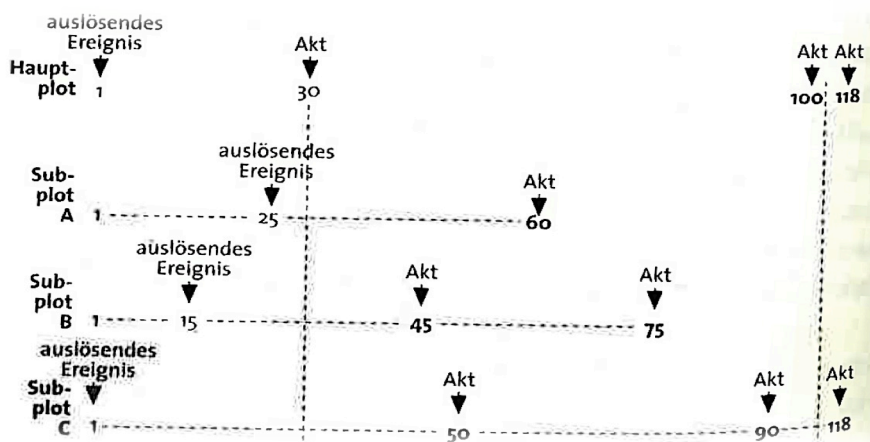 auslösendes
Ereignis
Akt
Akt
Akt
Haupt-
plot
1
30
100
118
auslösendes
Ereignis
Akt
Sub-
plot
A
1
25
60
auslösendes
Ereignis
Akt
Akt
Sub-
plot
B
1
15
45
75
auslösendes
Ereignis
Akt
Akt
Akt
Sub-
plot
C
1
50
90
118